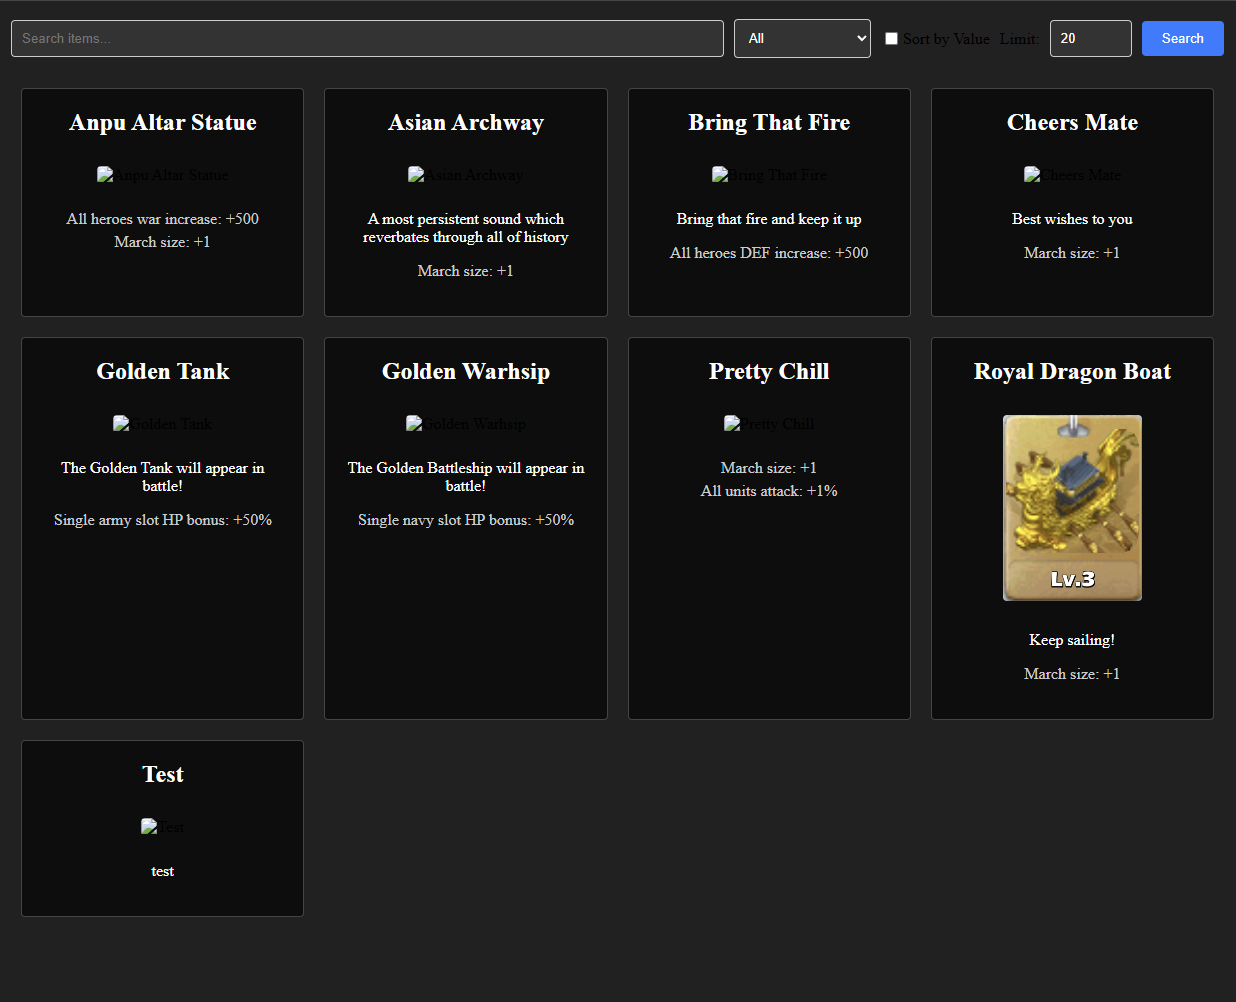 Search items...
All
Sort by Value
Limit:
20
Search
Anpu Altar Statue
Anpu Altar Statue
All heroes war increase: +500
March size: +1
Asian Archway
Asian Archway
A most persistent sound which
reverbates through all of history
March size: +1
Bring That Fire
Bring That Fire
Bring that fire and keep it up
All heroes DEF increase: +500
Cheers Mate
Cheers Mate
Best wishes to you
March size: +1
Golden Tank
Golden Tank
The Golden Tank will appear in
battle!
Single army slot HP bonus: +50%
Golden Warhsip
Golden Warhsip
The Golden Battleship will appear in
battle!
Single navy slot HP bonus: +50%
Pretty Chill
Pretty Chill
March size: +1
All units attack: +1%
Royal Dragon Boat
Lv.3
Keep sailing!
March size: +1
Test
Test
test